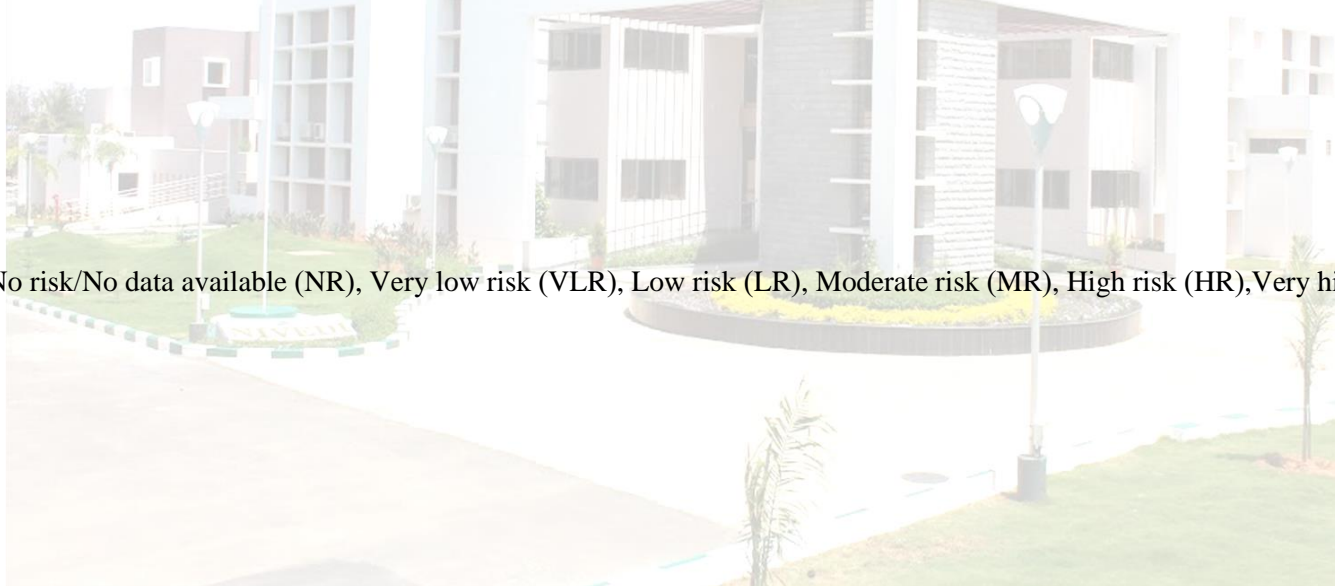 No risk/No data available (NR), Very low risk (VLR), Low risk (LR), Moderate risk (MR), High risk (HR),Very hi